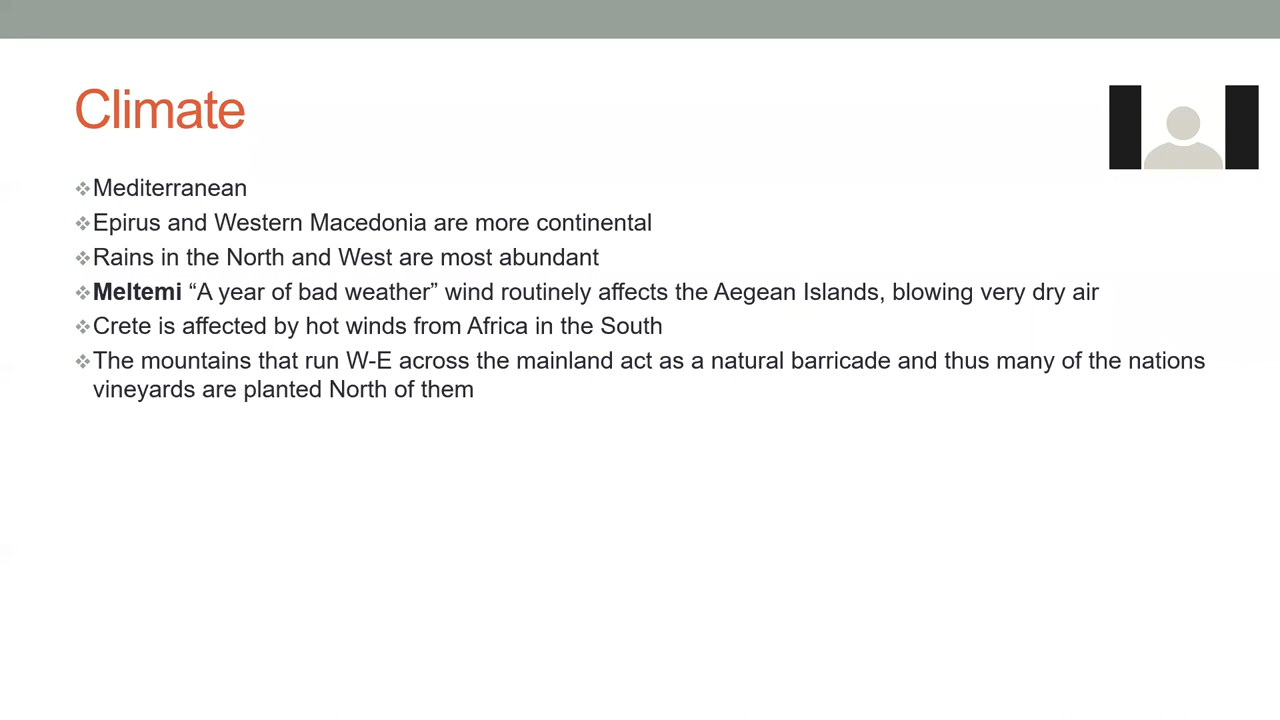 Climate
❖Mediterranean
❖Epirus and Western Macedonia are more continental
❖Rains in the North and West are most abundant
❖Meltemi “A year of bad weather” wind routinely affects the Aegean Islands, blowing very dry air
❖Crete is affected by hot winds from Africa in the South
❖The mountains that run W-E across the mainland act as a natural barricade and thus many of the nations
vineyards are planted North of them